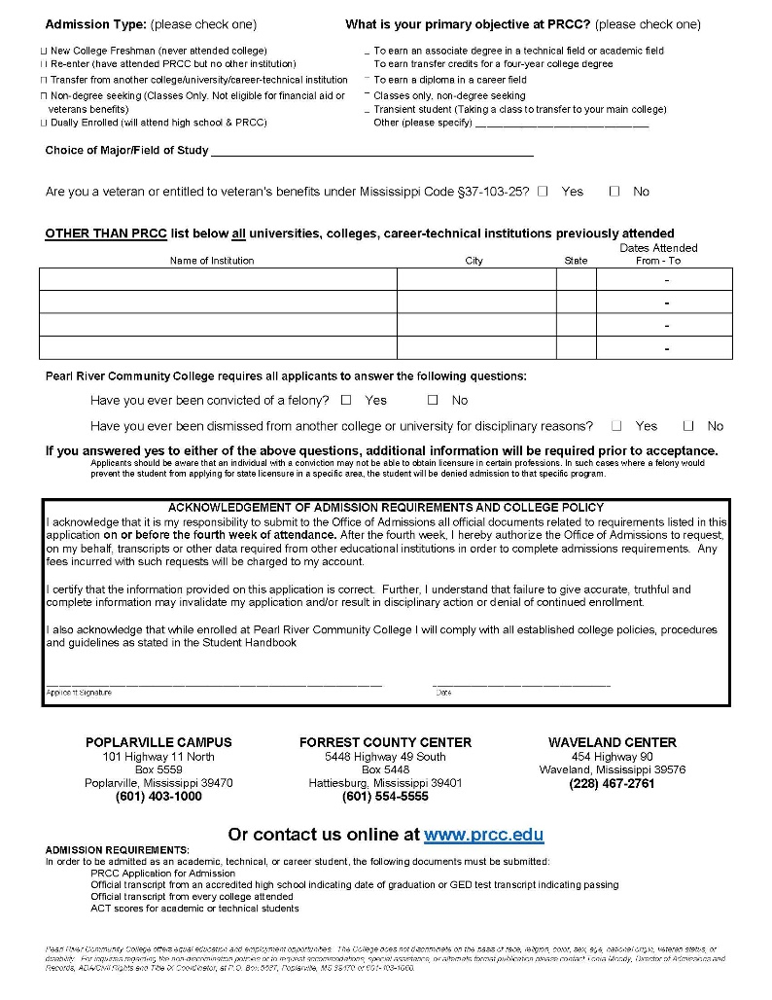 Admission Type: (please check one)
What is your primary objective at PRCC? (please check one)
☐ New College Freshman (never attended college)
☐ Re-enter (have attended PRCC but no other institution)
☐ Transfer from another college/university/career-technical institution
☐ Non-degree seeking (Classes Only. Not eligible for financial aid or
veterans benefits)
☐ Dually Enrolled (will attend high school & PRCC)
To earn an associate degree in a technical field or academic field
To earn transfer credits for a four-year college degree
To earn a diploma in a career field
Classes only, non-degree seeking
Transient student (Taking a class to transfer to your main college)
Other (please specify) ______________________________
Choice of Major/Field of Study ______________________________
Are you a veteran or entitled to veteran's benefits under Mississippi Code §37-103-25? ☐ Yes ☐ No
OTHER THAN PRCC list below all universities, colleges, career-technical institutions previously attended
Dates Attended
Name of Institution City State From - To
-
-
-
-
Pearl River Community College requires all applicants to answer the following questions:
Have you ever been convicted of a felony? ☐ Yes ☐ No
Have you ever been dismissed from another college or university for disciplinary reasons? ☐ Yes ☐ No
If you answered yes to either of the above questions, additional information will be required prior to acceptance.
Applicants should be aware that an individual with a conviction may not be able to obtain licensure in certain professions. In such cases where a felony would
prevent the student from applying for state licensure in a specific area, the student will be denied admission to that specific program.
ACKNOWLEDGEMENT OF ADMISSION REQUIREMENTS AND COLLEGE POLICY
I acknowledge that it is my responsibility to submit to the Office of Admissions all official documents related to requirements listed in this
application on or before the fourth week of attendance. After the fourth week, I hereby authorize the Office of Admissions to request,
on my behalf, transcripts or other data required from other educational institutions in order to complete admissions requirements. Any
fees incurred with such requests will be charged to my account.
I certify that the information provided on this application is correct. Further, I understand that failure to give accurate, truthful and
complete information may invalidate my application and/or result in disciplinary action or denial of continued enrollment.
I also acknowledge that while enrolled at Pearl River Community College I will comply with all established college policies, procedures
and guidelines as stated in the Student Handbook
Applicant Signature
Date
POPLARVILLE CAMPUS
101 Highway 11 North
Box 5559
Poplarville, Mississippi 39470
(601) 403-1000
FORREST COUNTY CENTER
5448 Highway 49 South
Box 5448
Hattiesburg, Mississippi 39401
(601) 554-5555
WAVELAND CENTER
454 Highway 90
Waveland, Mississippi 39576
(228) 467-2761
Or contact us online at www.prcc.edu
ADMISSION REQUIREMENTS:
In order to be admitted as an academic, technical, or career student, the following documents must be submitted:
PRCC Application for Admission
Official transcript from an accredited high school indicating date of graduation or GED test transcript indicating passing
Official transcript from every college attended
ACT scores for academic or technical students
Pearl River Community College offers equal education and employment opportunities. The College does not discriminate on the basis of race, religion, color, sex, age, national origin, veteran status, or
disability. For inquires regarding the non-discrimination policies or to request accommodations, special assistance, or alternate format publication please contact Tonia Moody, Director of Admissions and
Records, ADA/Civil Rights and Title IX Coordinator, at P.O. Box Poplarville, MS 39470 or